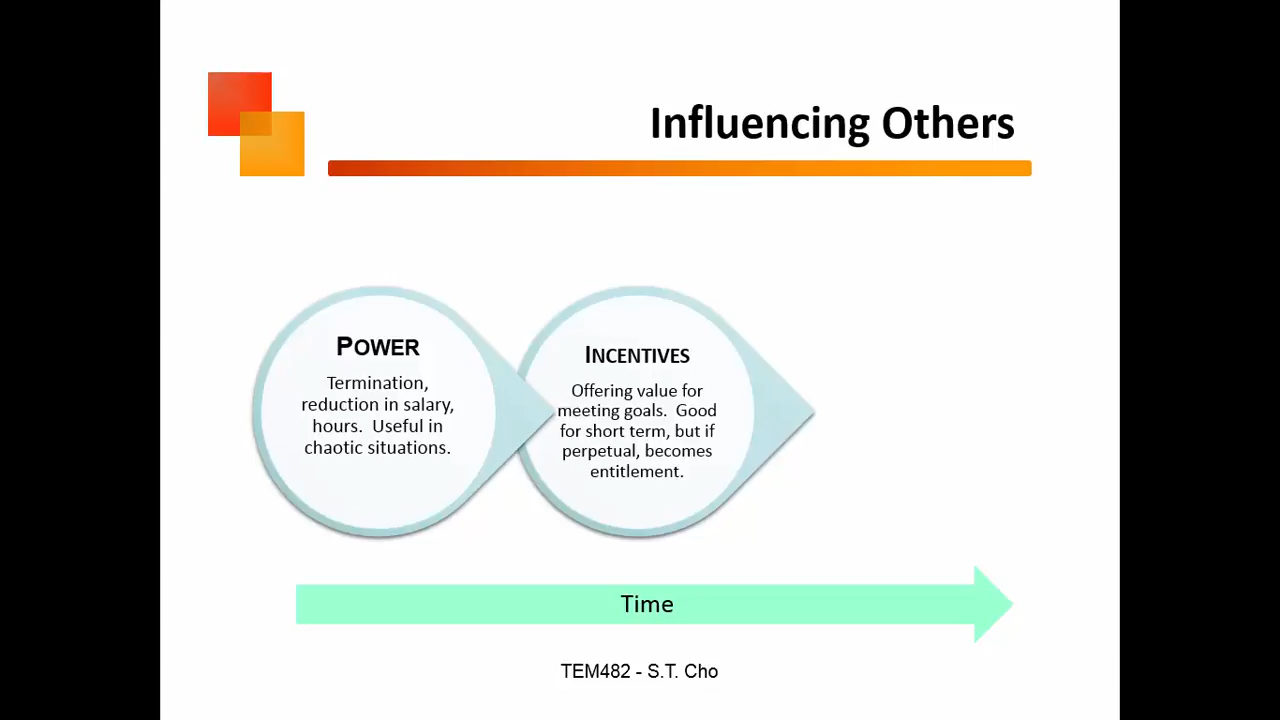 Influencing Others
POWER
Termination,
reduction in salary,
hours.  Useful in
chaotic situations.
INCENTIVES
Offering value for
meeting goals.  Good
for short term, but if
perpetual, becomes
entitlement.
Time
TEM482 - S.T. Cho